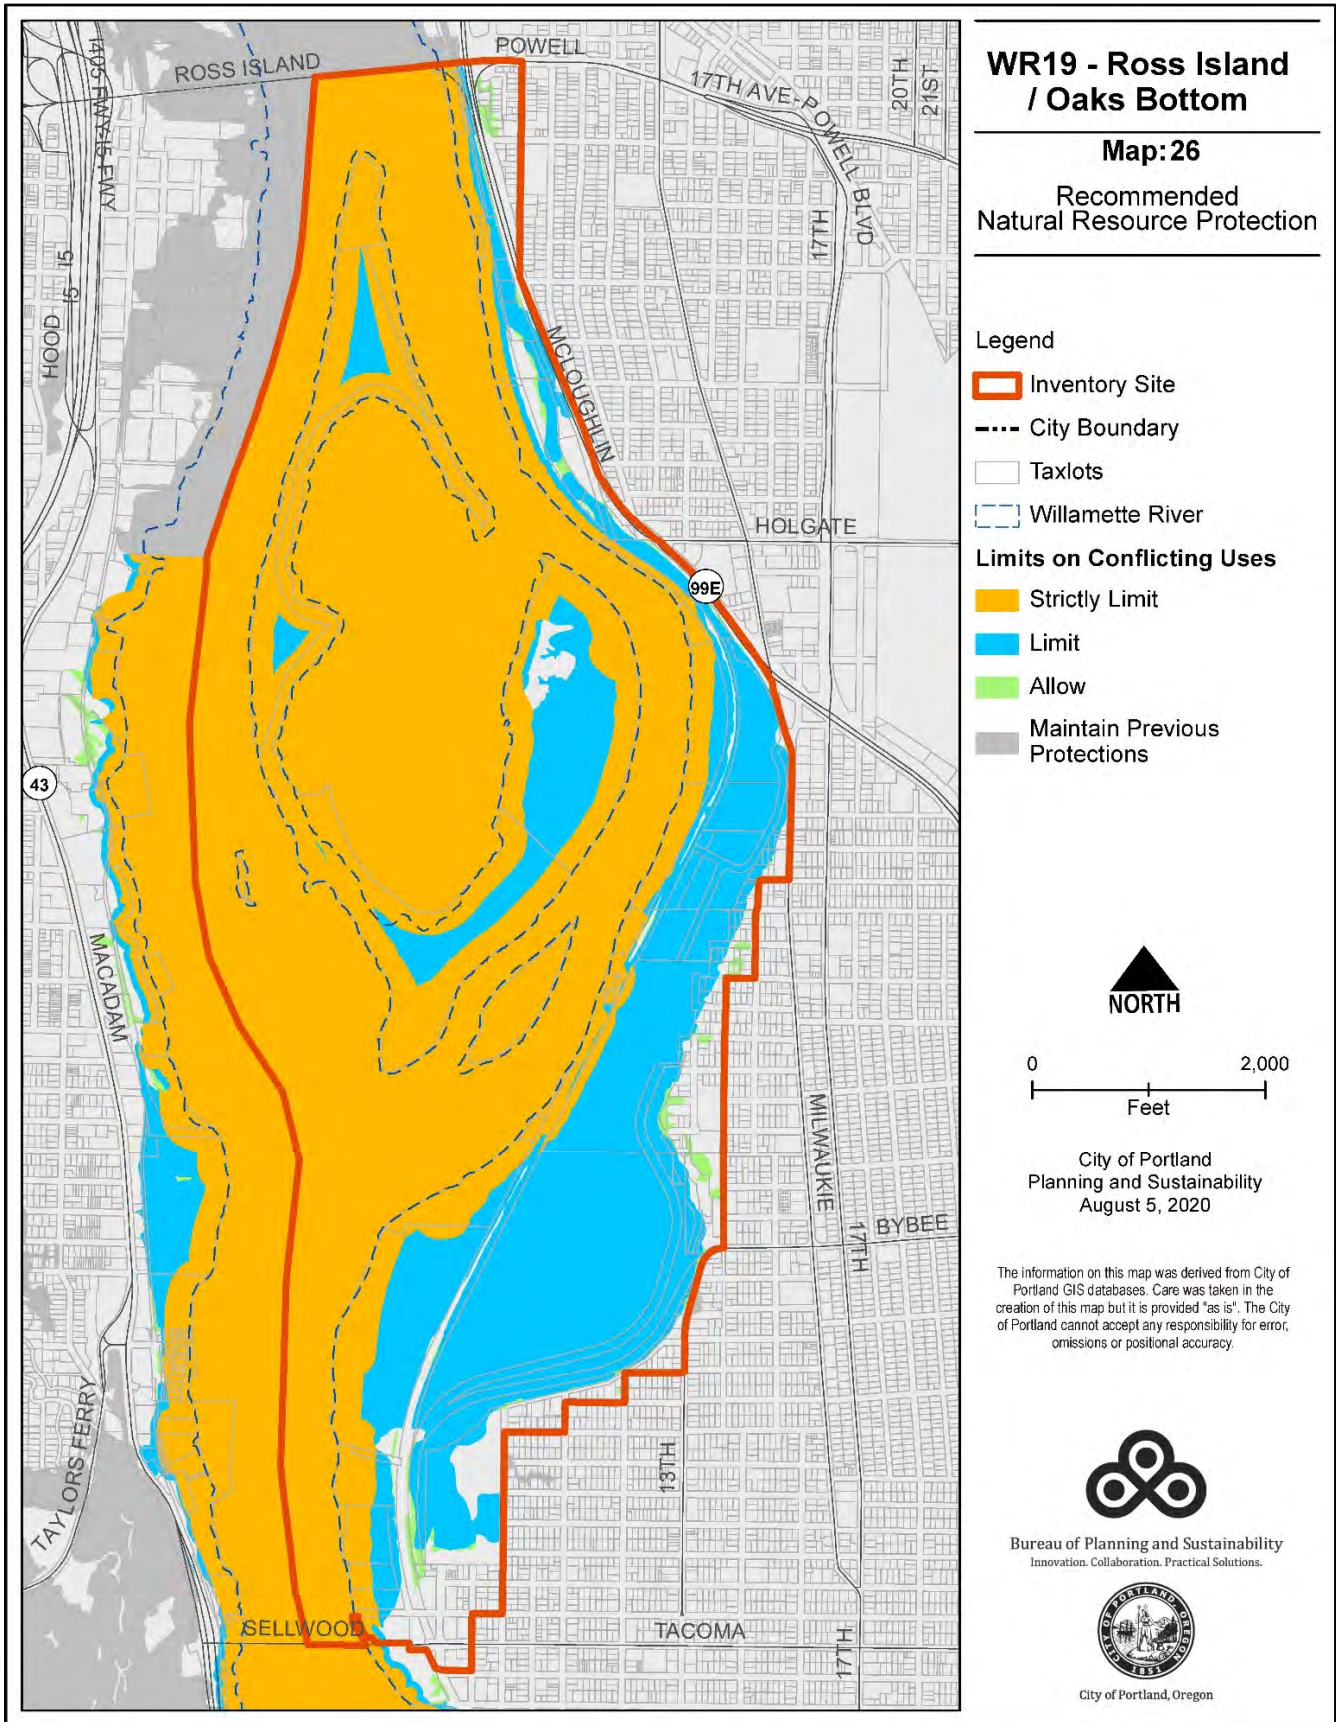 WR19 - Ross Island
/ Oaks Bottom
Map: 26
Recommended
Natural Resource Protection
Legend
Inventory Site
City Boundary
Taxlots
Willamette River
Limits on Conflicting Uses
Strictly Limit
Limit
Allow
Maintain Previous
Protections
NORTH
0 2,000
Feet
City of Portland
Planning and Sustainability
August 5, 2020
The information on this map was derived from City of
Portland GIS databases. Care was taken in the
creation of this map but it is provided "as is". The City
of Portland cannot accept any responsibility for error,
omissions or positional accuracy.
Bureau of Planning and Sustainability
Innovation. Collaboration. Practical Solutions.
CITY OF PORTLAND, OREGON
1851
City of Portland, Oregon
I405 FWY-I5 FWY
ROSS ISLAND
POWELL
17TH AVE-POWELL BLVD
20TH
21ST
17TH
HOOD
I5
I5
MCLOUGHLIN
HOLGATE
99E
43
MACADAM
MILWAUKIE
17TH
BYBEE
TAYLORS FERRY
13TH
SELLWOOD
TACOMA
17TH